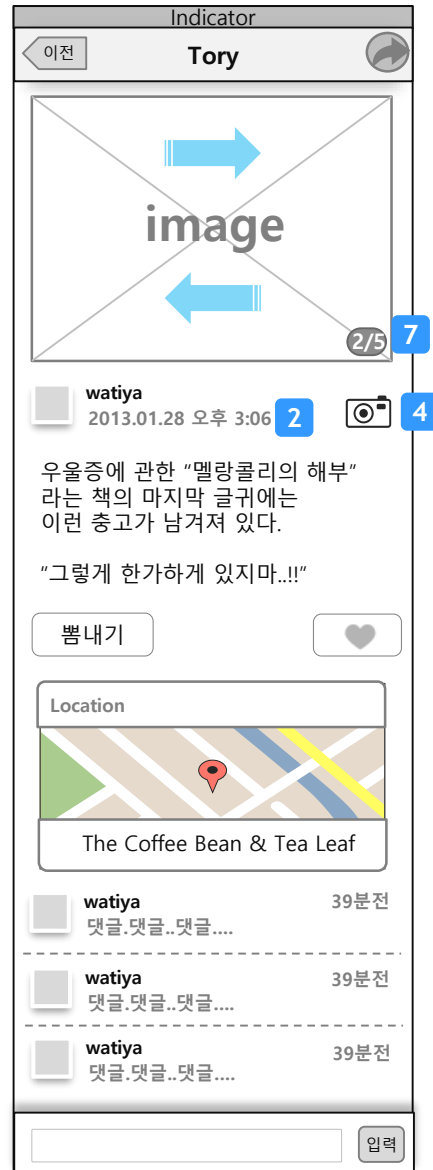 Indicator
이전
Tory
image
2/5
7
watiya
2013.01.28 오후 3:06
2
4
우울증에 관한 “멜랑콜리의 해부”
라는 책의 마지막 글귀에는
이런 충고가 남겨져 있다.
“그렇게 한가하게 있지마..!!”
뽐내기
Location
The Coffee Bean & Tea Leaf
watiya
39분전
댓글.댓글..댓글....
watiya
39분전
댓글.댓글..댓글....
watiya
39분전
댓글.댓글..댓글....
입력